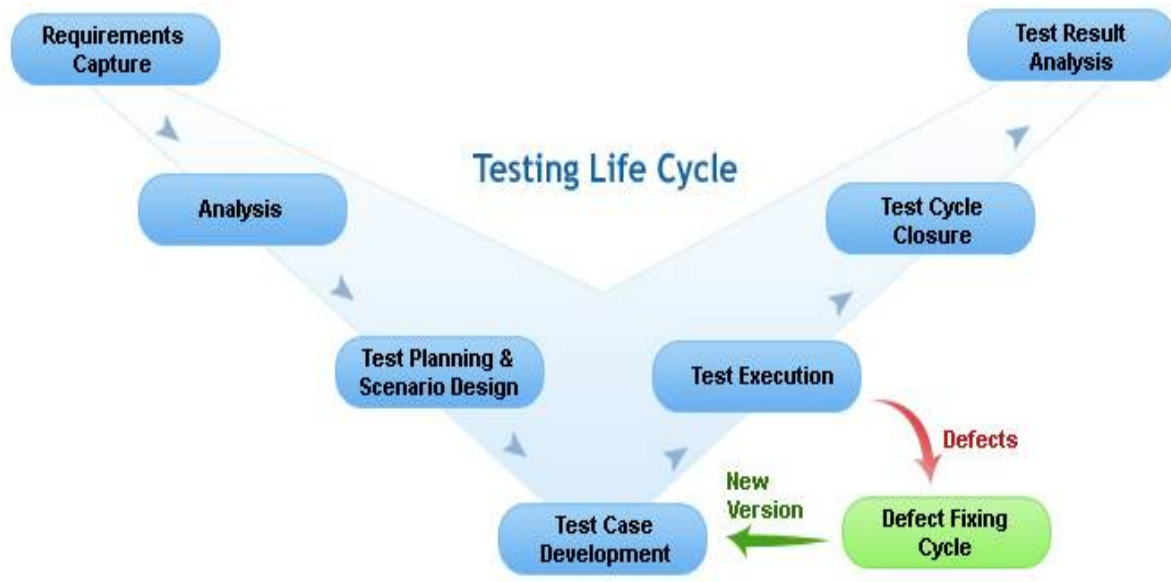 Requirements
Capture
Test Result
Analysis
Testing Life Cycle
Analysis
Test Cycle
Closure
Test Planning &
Scenario Design
Test Execution
Defects
New
Version
Test Case
Development
Defect Fixing
Cycle